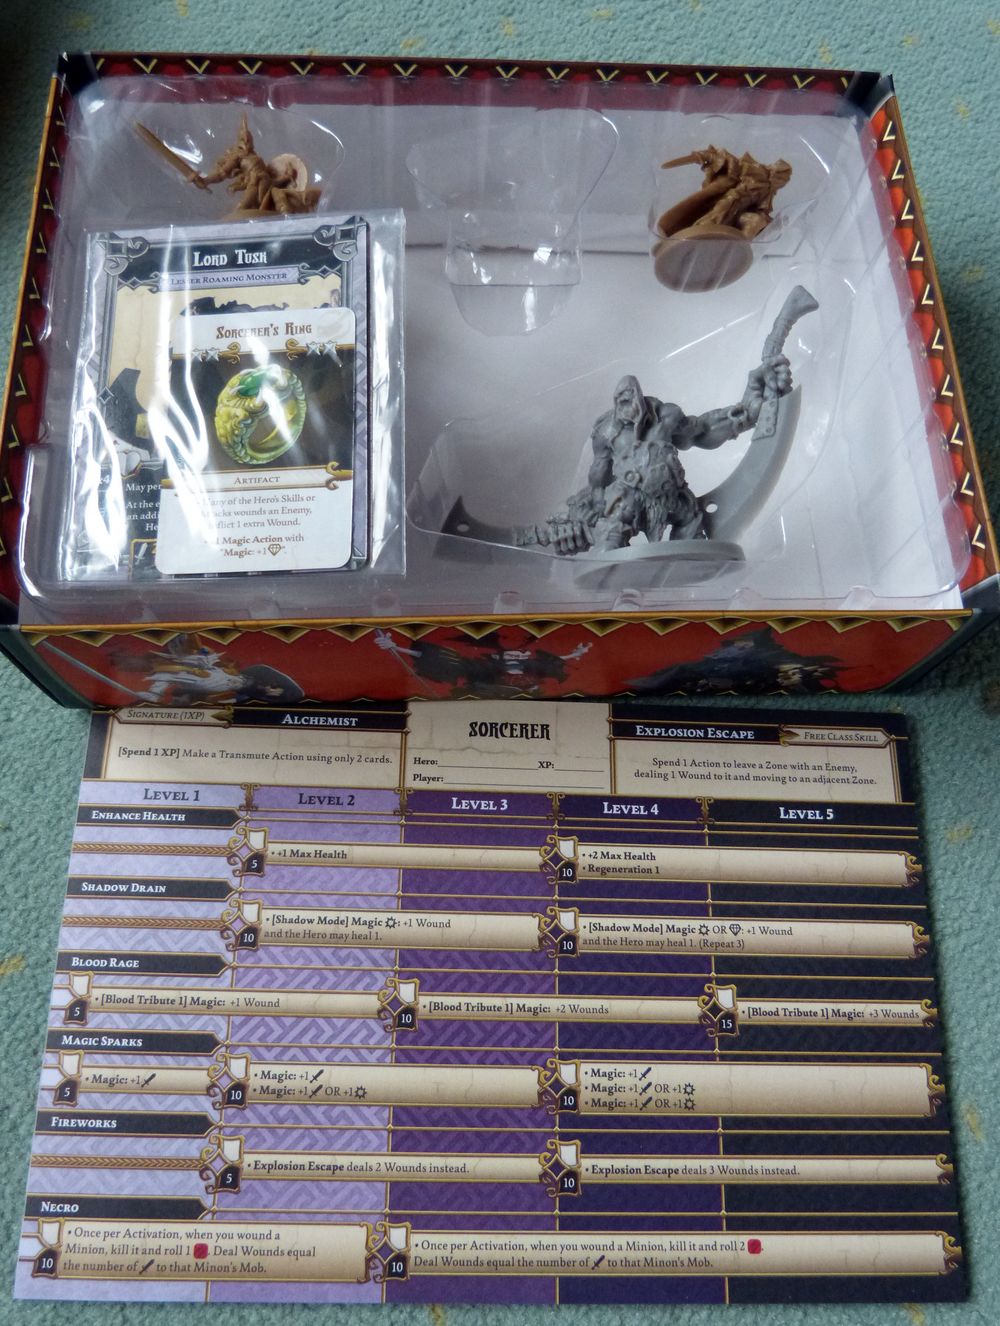 LORD TUSK
LESSER ROAMING MONSTER
SORCERER'S RING
ARTIFACT
any of the Hero's Skills or
Attacks wounds an Enemy,
inflict 1 extra Wound.
Magic Action with
"Magic: +1
May
At the
an
SIGNATURE (1XP)
ALCHEMIST
[Spend 1 XP] Make a Transmute Action using only 2 cards.
SORCERER
Hero: XP:
Player:
EXPLOSION ESCAPE
FREE CLASS SKILL
Spend 1 Action to leave a Zone with an Enemy,
dealing 1 Wound to it and moving to an adjacent Zone.
LEVEL 1 LEVEL 2 LEVEL 3 LEVEL 4 LEVEL 5
ENHANCE HEALTH
5 • +1 Max Health
10 • +2 Max Health
• Regeneration 1
SHADOW DRAIN
10 • [Shadow Mode] Magic : +1 Wound
and the Hero may heal 1.
10 • [Shadow Mode] Magic OR : +1 Wound
and the Hero may heal 1. (Repeat 3)
BLOOD RAGE
5 • [Blood Tribute 1] Magic: +1 Wound
10 • [Blood Tribute 1] Magic: +2 Wounds
15 • [Blood Tribute 1] Magic: +3 Wounds
MAGIC SPARKS
5 • Magic: +1
10 • Magic: +1
• Magic: +1 OR +1
10 • Magic: +1
• Magic: +1 OR +1
• Magic: +1 OR +1
FIREWORKS
5 • Explosion Escape deals 2 Wounds instead.
10 • Explosion Escape deals 3 Wounds instead.
NECRO
10 • Once per Activation, when you wound a
Minion, kill it and roll 1 . Deal Wounds equal
the number of to that Minon's Mob.
10 • Once per Activation, when you wound a Minion, kill it and roll 2 .
Deal Wounds equal the number of to that Minon's Mob.